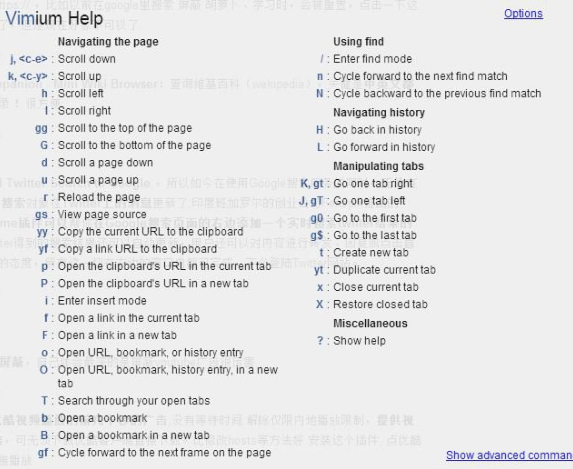 Vimium Help
Options
Navigating the page
j, <c-e> : Scroll down
k, <c-y> : Scroll up
h : Scroll left
l : Scroll right
gg : Scroll to the top of the page
G : Scroll to the bottom of the page
d : Scroll a page down
u : Scroll a page up
r : Reload the page
gs : View page source
yy : Copy the current URL to the clipboard
yf : Copy a link URL to the clipboard
p : Open the clipboard's URL in the current tab
P : Open the clipboard's URL in a new tab
i : Enter insert mode
f : Open a link in the current tab
F : Open a link in a new tab
o : Open URL, bookmark, or history entry
O : Open URL, bookmark, history entry, in a new
tab
T : Search through your open tabs
b : Open a bookmark
B : Open a bookmark in a new tab
gf : Cycle forward to the next frame on the page
Using find
/ : Enter find mode
n : Cycle forward to the next find match
N : Cycle backward to the previous find match
Navigating history
H : Go back in history
L : Go forward in history
Manipulating tabs
K, gt : Go one tab right
J, gT : Go one tab left
g0 : Go to the first tab
g$ : Go to the last tab
t : Create new tab
yt : Duplicate current tab
x : Close current tab
X : Restore closed tab
Miscellaneous
? : Show help
Show advanced comman